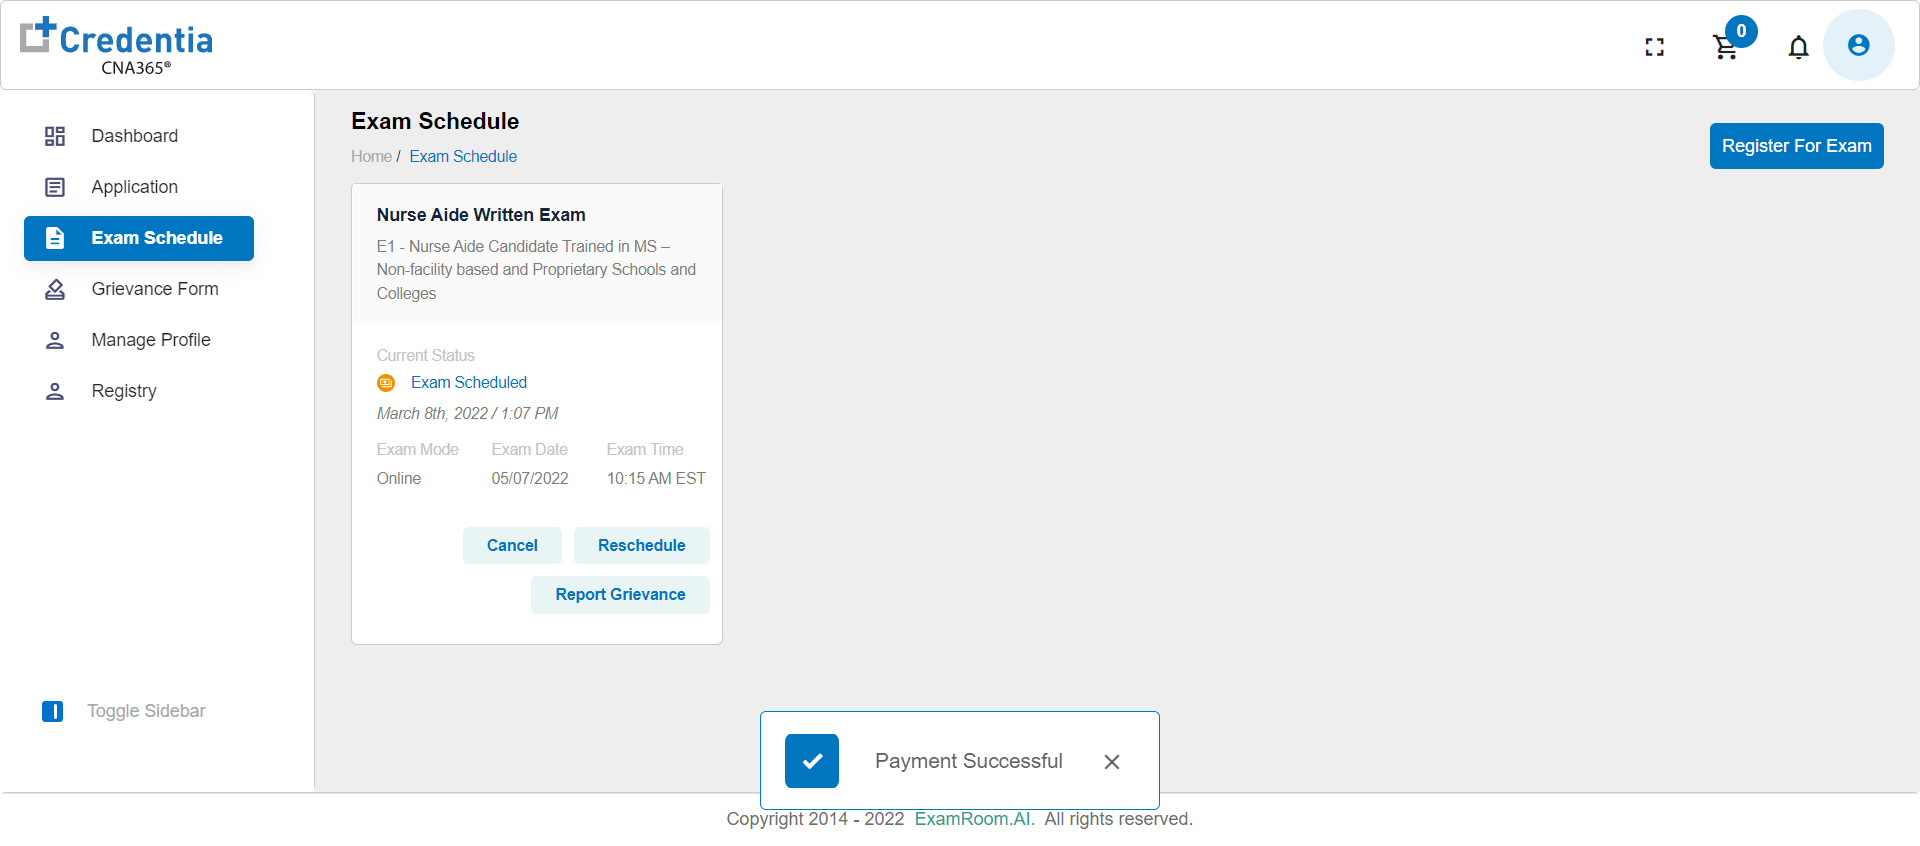 Credentia
CNA365®
0
Dashboard
Application
Exam Schedule
Grievance Form
Manage Profile
Registry
Toggle Sidebar
Exam Schedule
Home / Exam Schedule
Register For Exam
Nurse Aide Written Exam
E1 - Nurse Aide Candidate Trained in MS –
Non-facility based and Proprietary Schools and
Colleges
Current Status
Exam Scheduled
March 8th, 2022 / 1:07 PM
Exam Mode Exam Date Exam Time
Online 05/07/2022 10:15 AM EST
Cancel Reschedule
Report Grievance
Payment Successful
Copyright 2014 - 2022 ExamRoom.AI. All rights reserved.